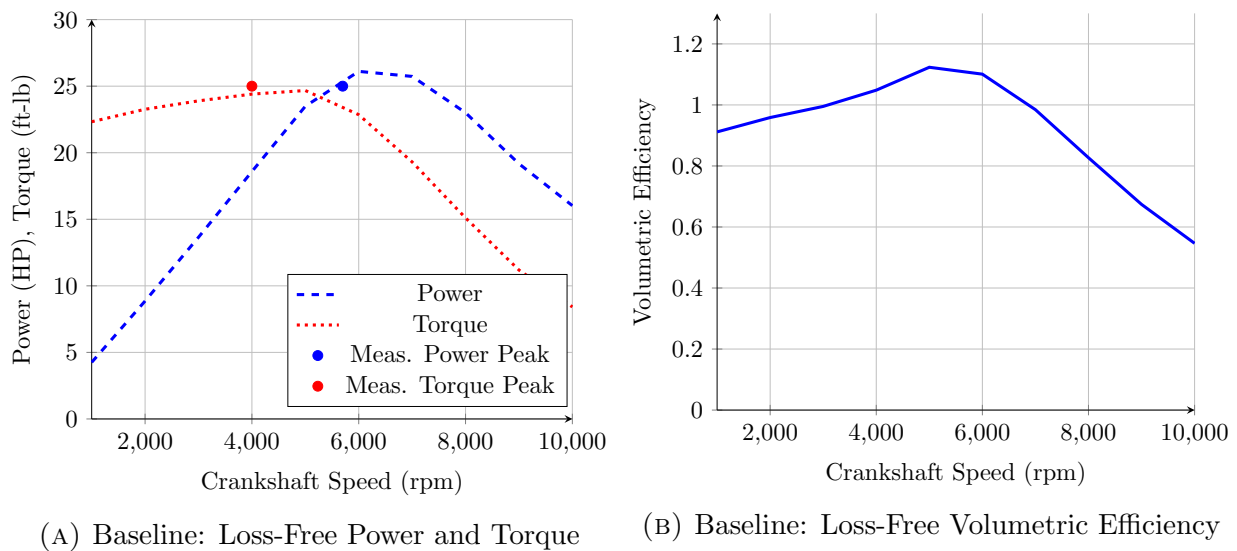 30
25
20
15
10
5
0
2,000
4,000
6,000
8,000
10,000
Power (HP), Torque (ft-lb)
Crankshaft Speed (rpm)
Power
Torque
Meas. Power Peak
Meas. Torque Peak
(A) Baseline: Loss-Free Power and Torque
1.2
1
0.8
0.6
0.4
0.2
0
2,000
4,000
6,000
8,000
10,000
Volumetric Efficiency
Crankshaft Speed (rpm)
(B) Baseline: Loss-Free Volumetric Efficiency